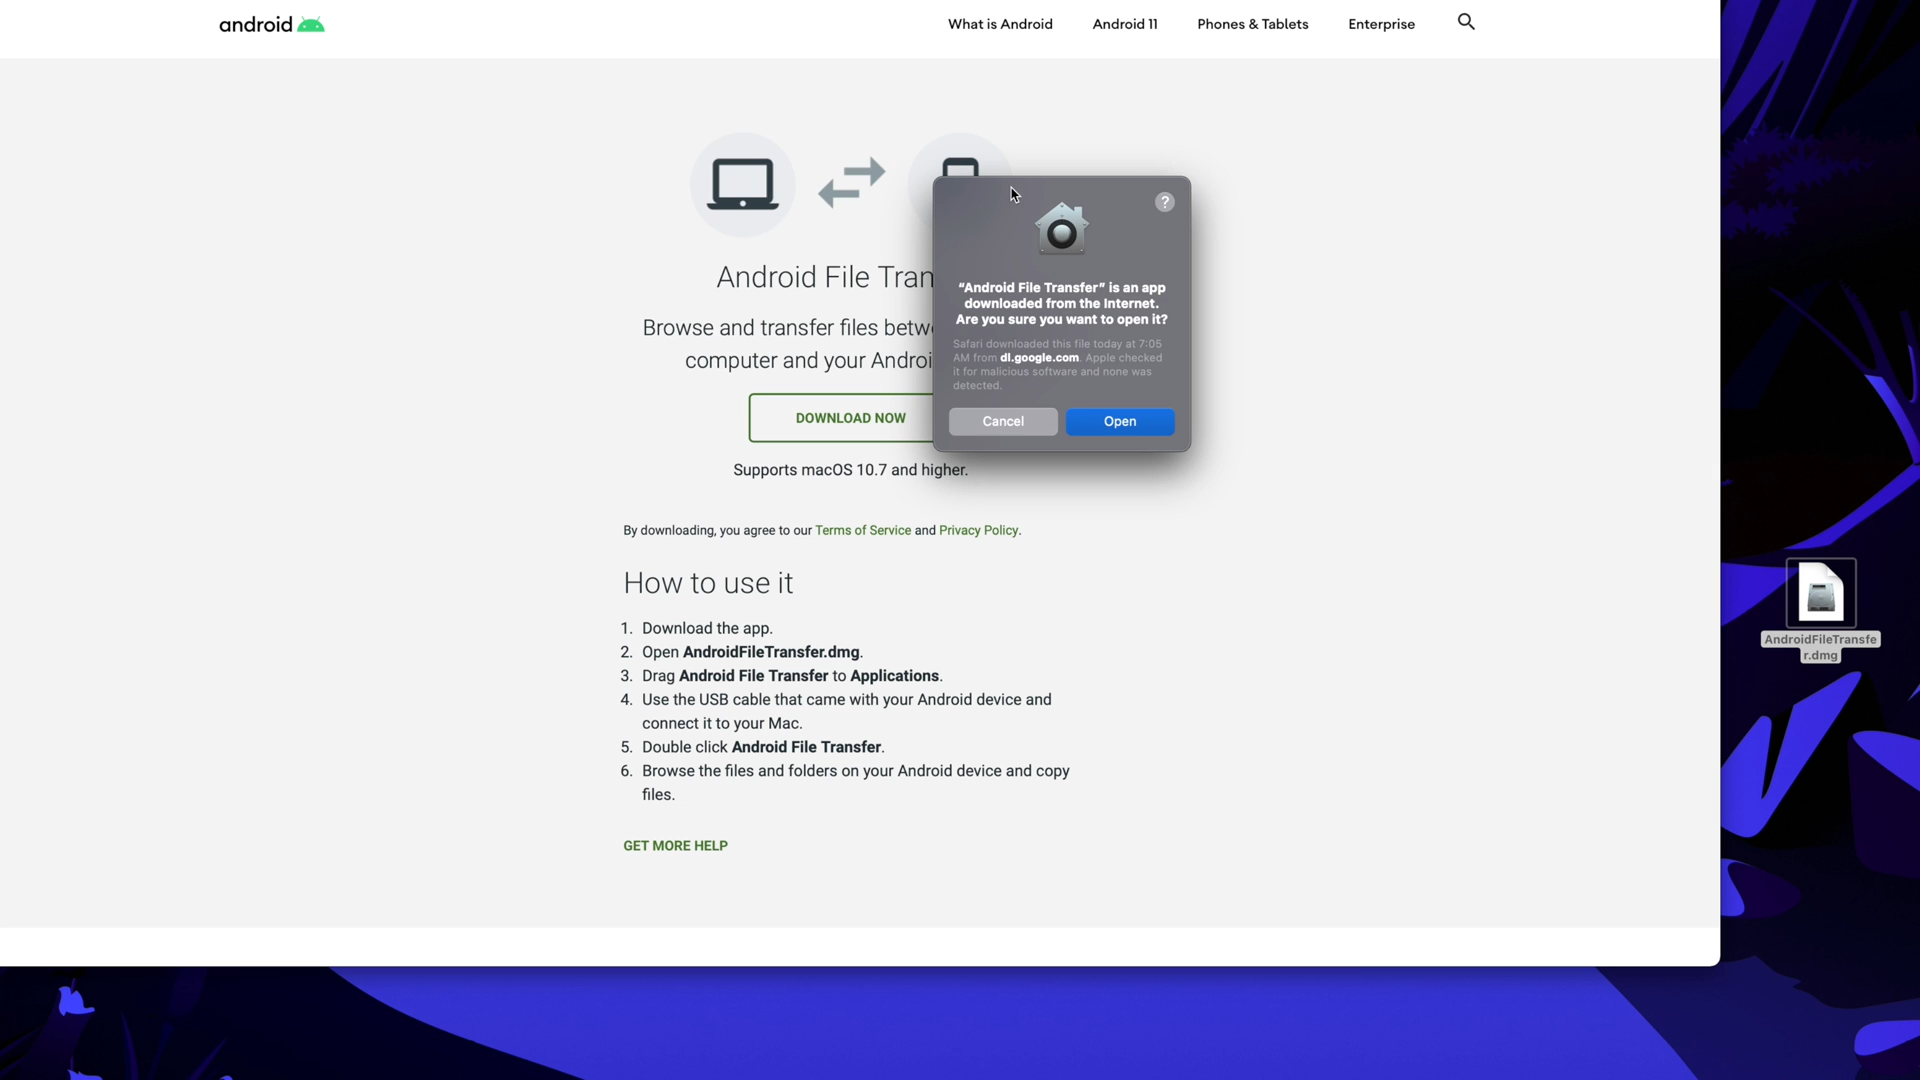 android
What is Android
Android 11
Phones & Tablets
Enterprise
Android File Tran
Browse and transfer files betw
computer and your Androi
DOWNLOAD NOW
Supports macOS 10.7 and higher.
By downloading, you agree to our Terms of Service and Privacy Policy.
How to use it
1. Download the app.
2. Open AndroidFileTransfer.dmg.
3. Drag Android File Transfer to Applications.
4. Use the USB cable that came with your Android device and
connect it to your Mac.
5. Double click Android File Transfer.
6. Browse the files and folders on your Android device and copy
files.
GET MORE HELP
?
“Android File Transfer” is an app
downloaded from the Internet.
Are you sure you want to open it?
Safari downloaded this file today at 7:05
AM from dl.google.com. Apple checked
it for malicious software and none was
detected.
Cancel
Open
AndroidFileTransfe
r.dmg